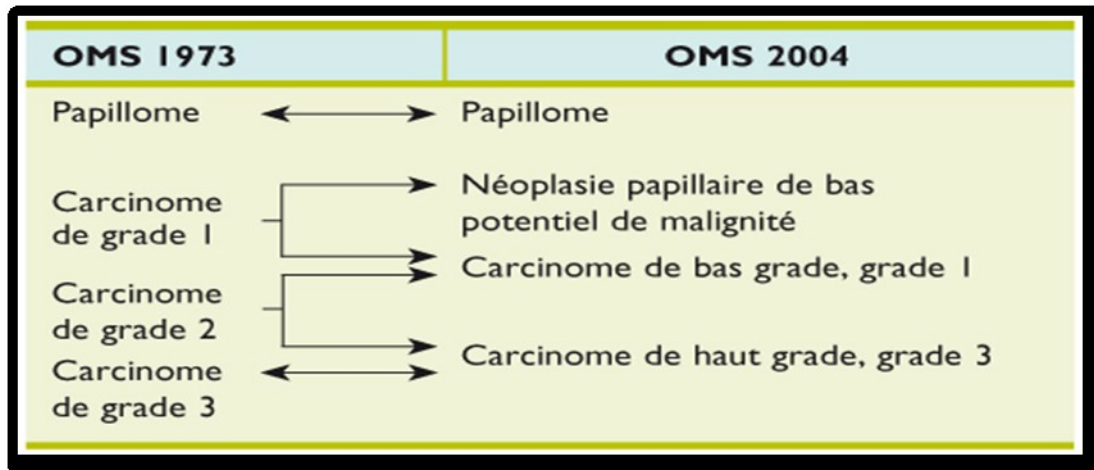 OMS 1973 OMS 2004
Papillome Papillome
Carcinome
de grade 1
Néoplasie papillaire de bas
potentiel de malignité
Carcinome de bas grade, grade 1
Carcinome
de grade 2
Carcinome de haut grade, grade 3
Carcinome
de grade 3